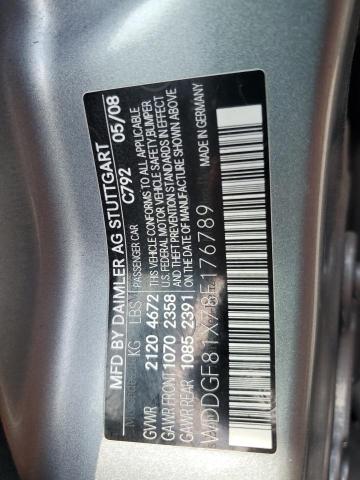 MFD BY DAIMLER AG STUTTGART
C792 05/08
KG LBS PASSENGER CAR
GVWR 2120 4672 THIS VEHICLE CONFORMS TO ALL APPLICABLE
GAWR FRONT 1070 2358 U.S. FEDERAL MOTOR VEHICLE SAFETY, BUMPER
GAWR REAR 1085 2391 AND THEFT PREVENTION STANDARDS IN EFFECT
ON THE DATE OF MANUFACTURE SHOWN ABOVE
MADE IN GERMANY